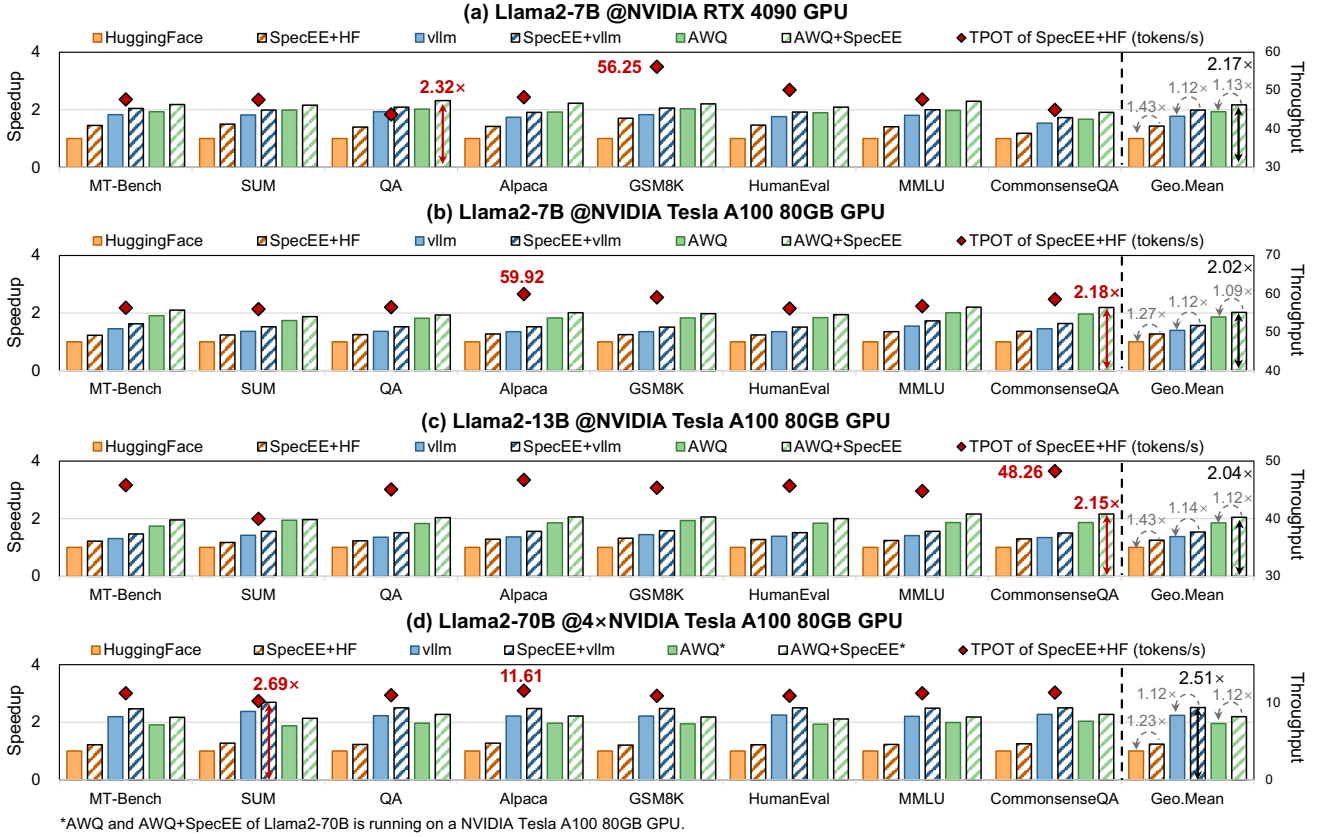 (a) Llama2-7B @NVIDIA RTX 4090 GPU
HuggingFace SpecEE+HF vllm SpecEE+vllm AWQ AWQ+SpecEE TPOT of SpecEE+HF (tokens/s)
Speedup
4
2
0
2.32×
56.25
2.17×
1.43×
1.12×
1.13×
60
50
40
30
Throughput
MT-Bench SUM QA Alpaca GSM8K HumanEval MMLU CommonsenseQA Geo.Mean
(b) Llama2-7B @NVIDIA Tesla A100 80GB GPU
HuggingFace SpecEE+HF vllm SpecEE+vllm AWQ AWQ+SpecEE TPOT of SpecEE+HF (tokens/s)
Speedup
4
2
0
59.92
2.18×
2.02×
1.27×
1.12×
1.09×
70
60
50
40
Throughput
MT-Bench SUM QA Alpaca GSM8K HumanEval MMLU CommonsenseQA Geo.Mean
(c) Llama2-13B @NVIDIA Tesla A100 80GB GPU
HuggingFace SpecEE+HF vllm SpecEE+vllm AWQ AWQ+SpecEE TPOT of SpecEE+HF (tokens/s)
Speedup
4
2
0
48.26
2.15×
2.04×
1.43×
1.14×
1.12×
50
40
30
Throughput
MT-Bench SUM QA Alpaca GSM8K HumanEval MMLU CommonsenseQA Geo.Mean
(d) Llama2-70B @4×NVIDIA Tesla A100 80GB GPU
HuggingFace SpecEE+HF vllm SpecEE+vllm AWQ* AWQ+SpecEE* TPOT of SpecEE+HF (tokens/s)
Speedup
4
2
0
2.69×
11.61
2.51×
1.23×
1.12×
1.12×
10
0
Throughput
MT-Bench SUM QA Alpaca GSM8K HumanEval MMLU CommonsenseQA Geo.Mean
*AWQ and AWQ+SpecEE of Llama2-70B is running on a NVIDIA Tesla A100 80GB GPU.